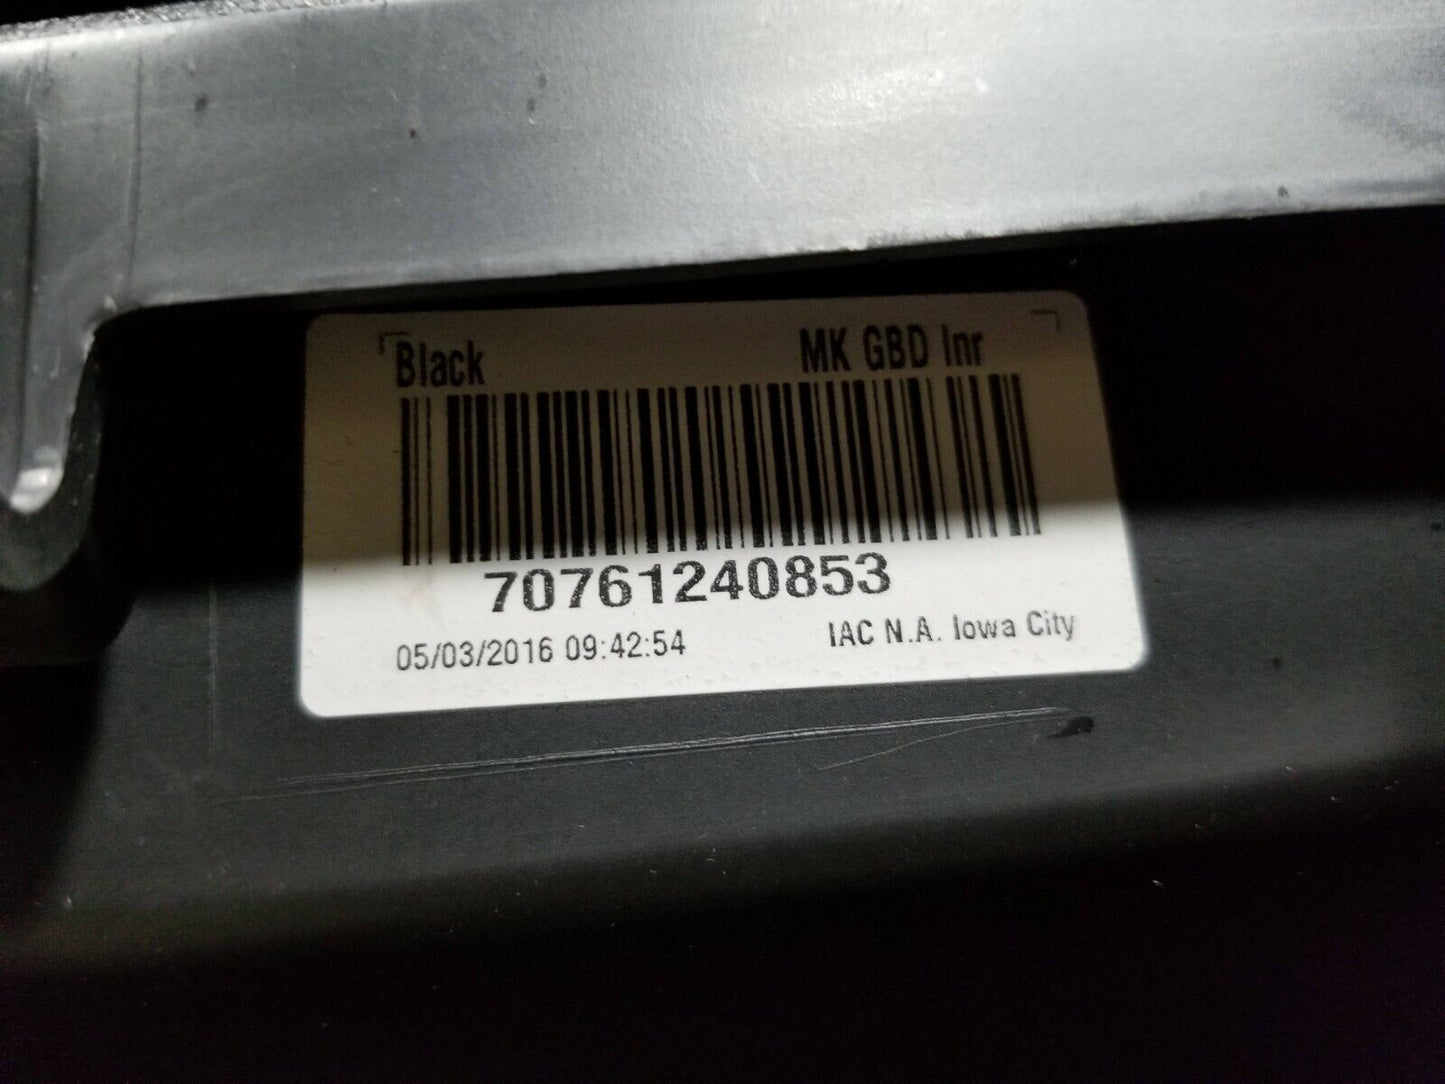 Black MK GBD Inr
70761240853
05/03/2016 09:42:54 IAC N.A. Iowa City